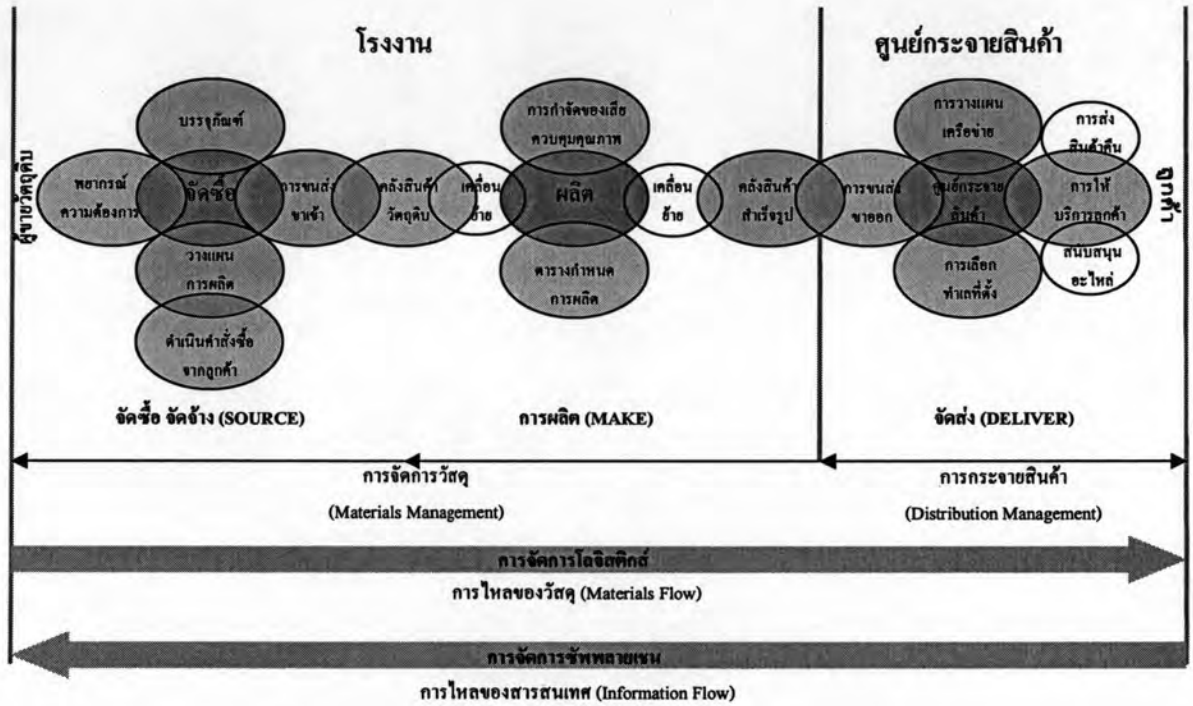 โรงงาน
ศูนย์กระจายสินค้า
ผู้ขายวัตถุดิบ
พยากรณ์
ความต้องการ
บรรจุภัณฑ์
จัดซื้อ
วางแผน
การผลิต
ดำเนินคำสั่งซื้อ
จากลูกค้า
การขนส่ง
ขาเข้า
คลังสินค้า
วัตถุดิบ
เคลื่อน
ย้าย
การกำจัดของเสีย
ควบคุมคุณภาพ
ผลิต
ตารางกำหนด
การผลิต
เคลื่อน
ย้าย
คลังสินค้า
สำเร็จรูป
การขนส่ง
ขาออก
การวางแผน
เครือข่าย
ศูนย์กระจาย
สินค้า
การเลือก
ทำเลที่ตั้ง
การส่ง
สินค้าคืน
การให้
บริการลูกค้า
สนับสนุน
อะไหล่
ลูกค้า
จัดซื้อ จัดจ้าง (SOURCE)
การผลิต (MAKE)
จัดส่ง (DELIVER)
การจัดการวัสดุ
(Materials Management)
การกระจายสินค้า
(Distribution Management)
การจัดการโลจิสติกส์
การไหลของวัสดุ (Materials Flow)
การจัดการซัพพลายเชน
การไหลของสารสนเทศ (Information Flow)